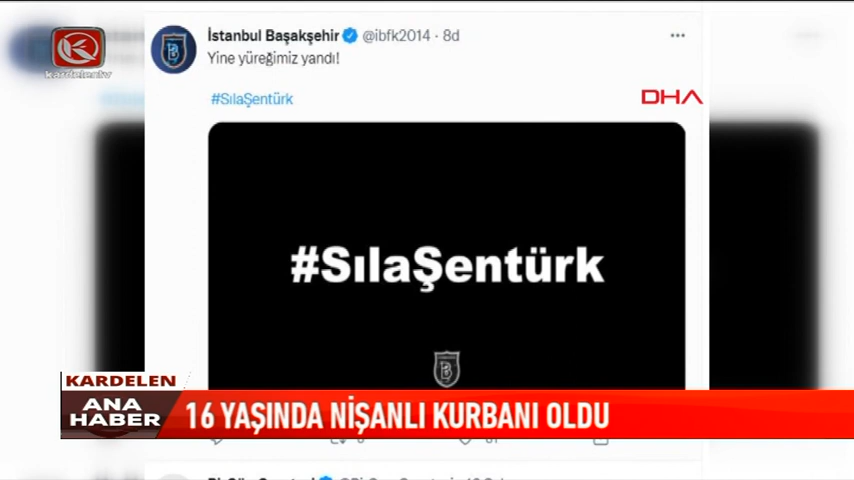 kardelentv
İstanbul Başakşehir @ibfk2014 · 8d
Yine yüreğimiz yandı!
#SılaŞentürk
DHA
#SılaŞentürk
KARDELEN
ANA HABER
16 YAŞINDA NİŞANLI KURBANI OLDU